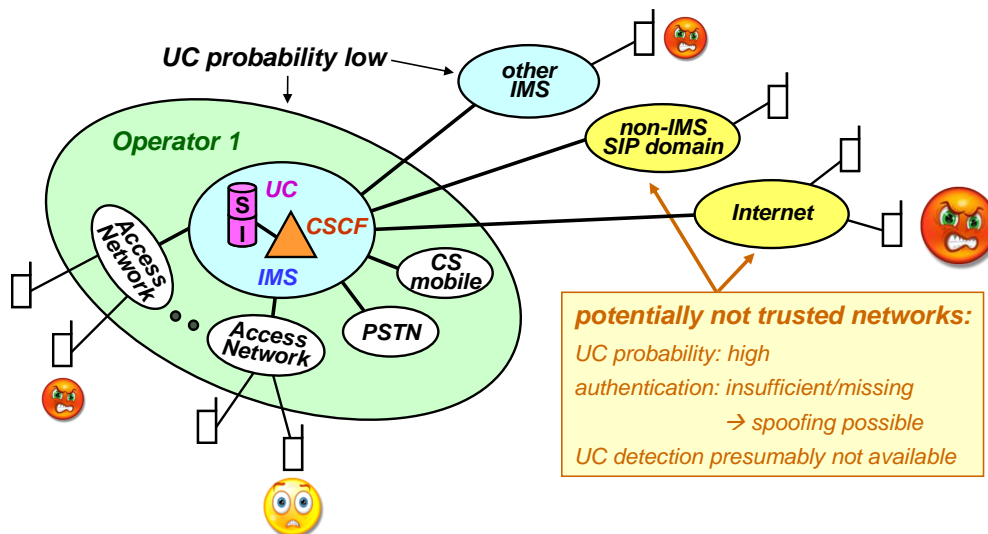 UC probability low
other
IMS
non-IMS
SIP domain
Internet
Operator 1
UC
S
I
CSCF
IMS
Access
Network
Access
Network
CS
mobile
PSTN
potentially not trusted networks:
UC probability: high
authentication: insufficient/missing
→ spoofing possible
UC detection presumably not available